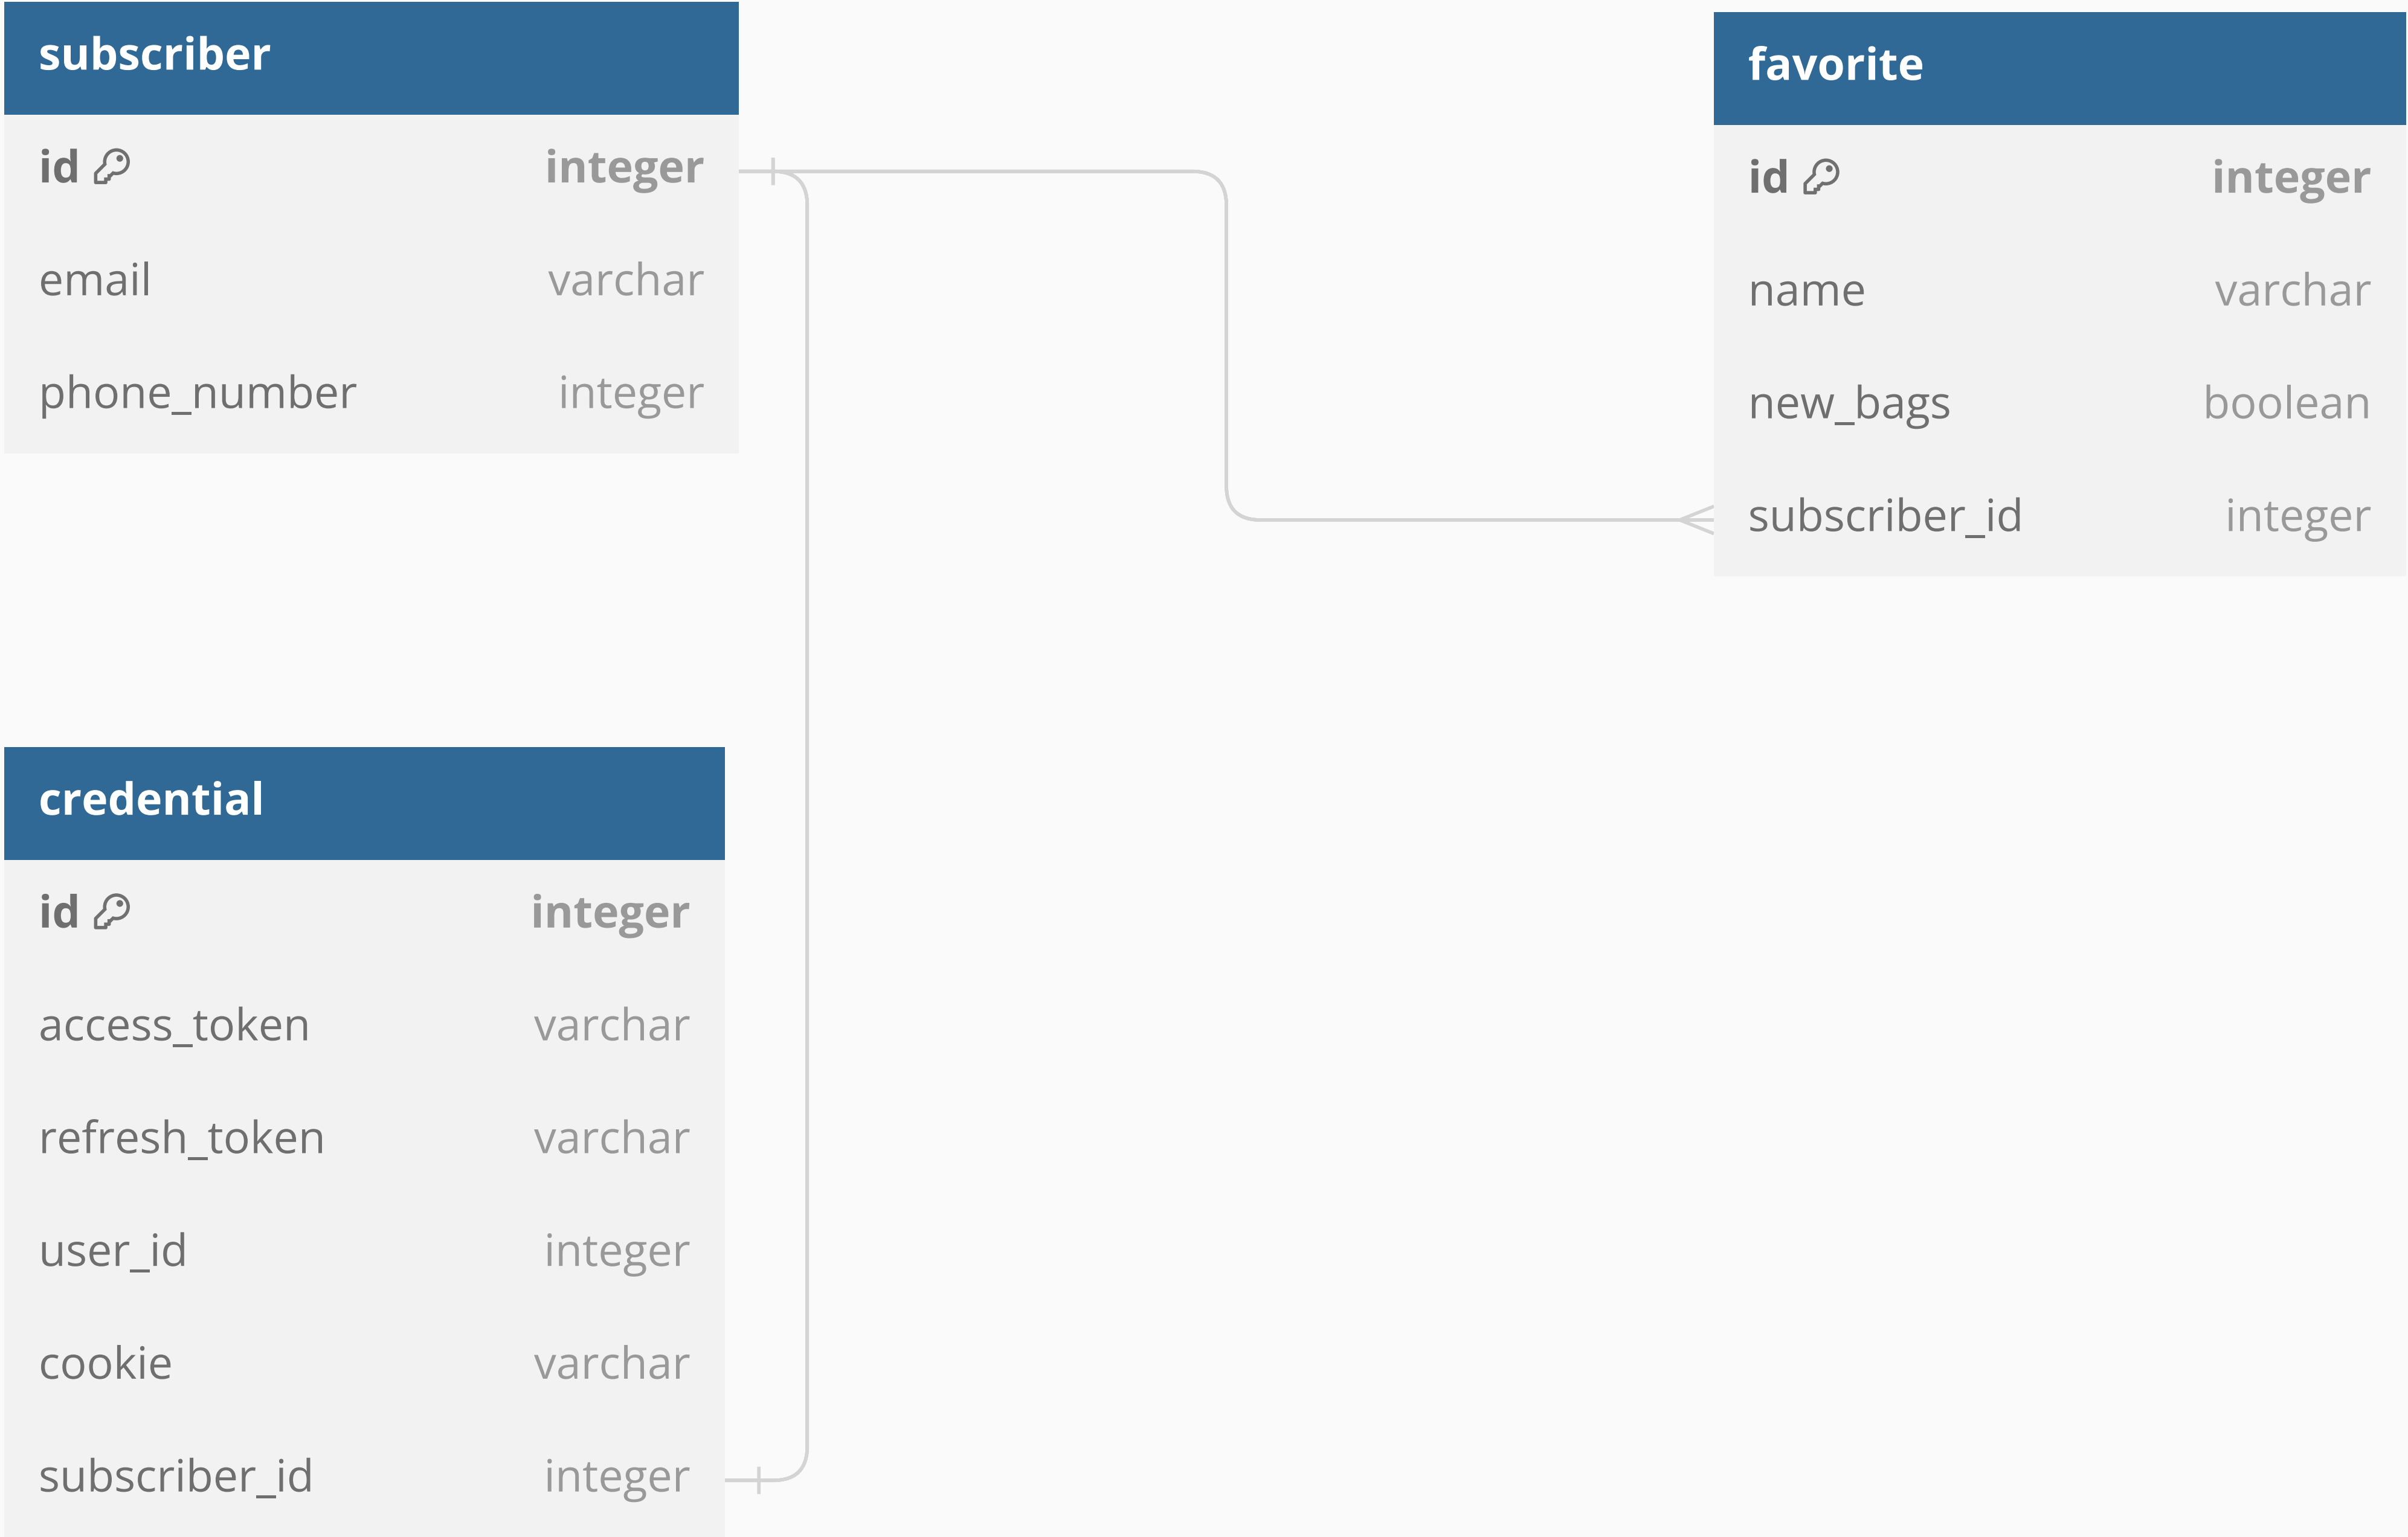 subscriber
id integer
email varchar
phone_number integer
favorite
id integer
name varchar
new_bags boolean
subscriber_id integer
credential
id integer
access_token varchar
refresh_token varchar
user_id integer
cookie varchar
subscriber_id integer